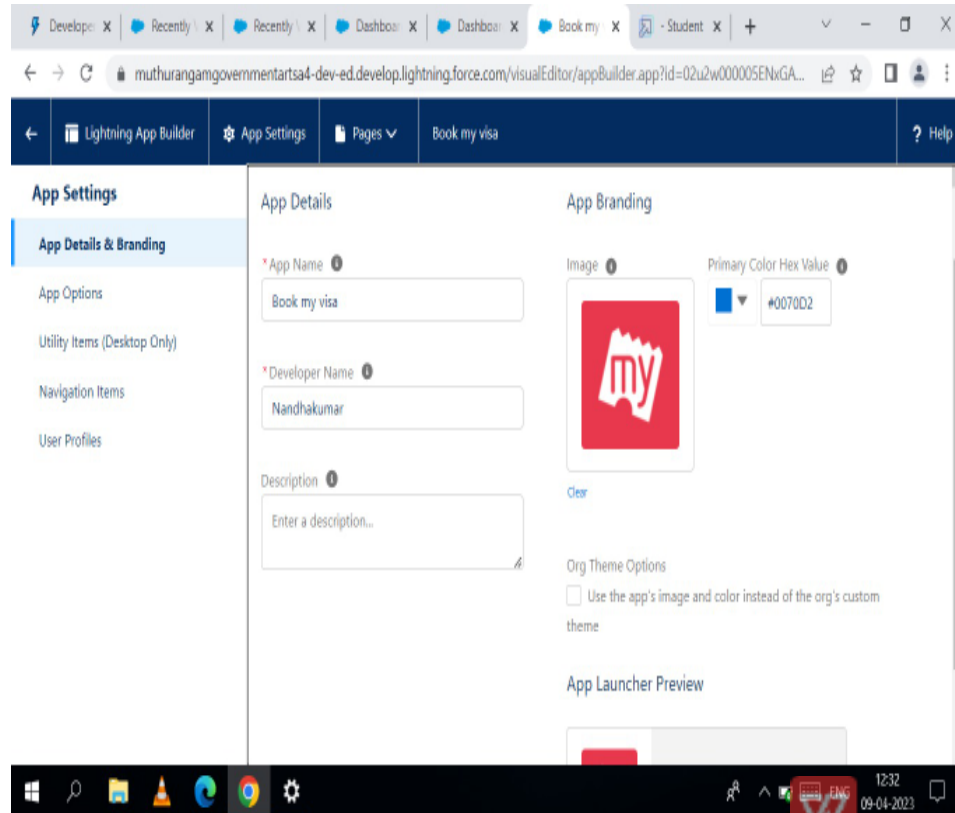 Develope
Recently \
Recently \
Dashboar
Dashboar
Book my
- Student
muthurangamgovernmentartsa4-dev-ed.develop.lightning.force.com/visualEditor/appBuilder.app?id=02u2w000005ENxGA...
Lightning App Builder
App Settings
Pages
Book my visa
? Help
App Settings
App Details & Branding
App Options
Utility Items (Desktop Only)
Navigation Items
User Profiles
App Details
*App Name
Book my visa
*Developer Name
Nandhakumar
Description
Enter a description...
App Branding
Image
Primary Color Hex Value
#0070D2
my
Clear
Org Theme Options
Use the app's image and color instead of the org's custom
theme
App Launcher Preview
ENG
12:32
09-04-2023